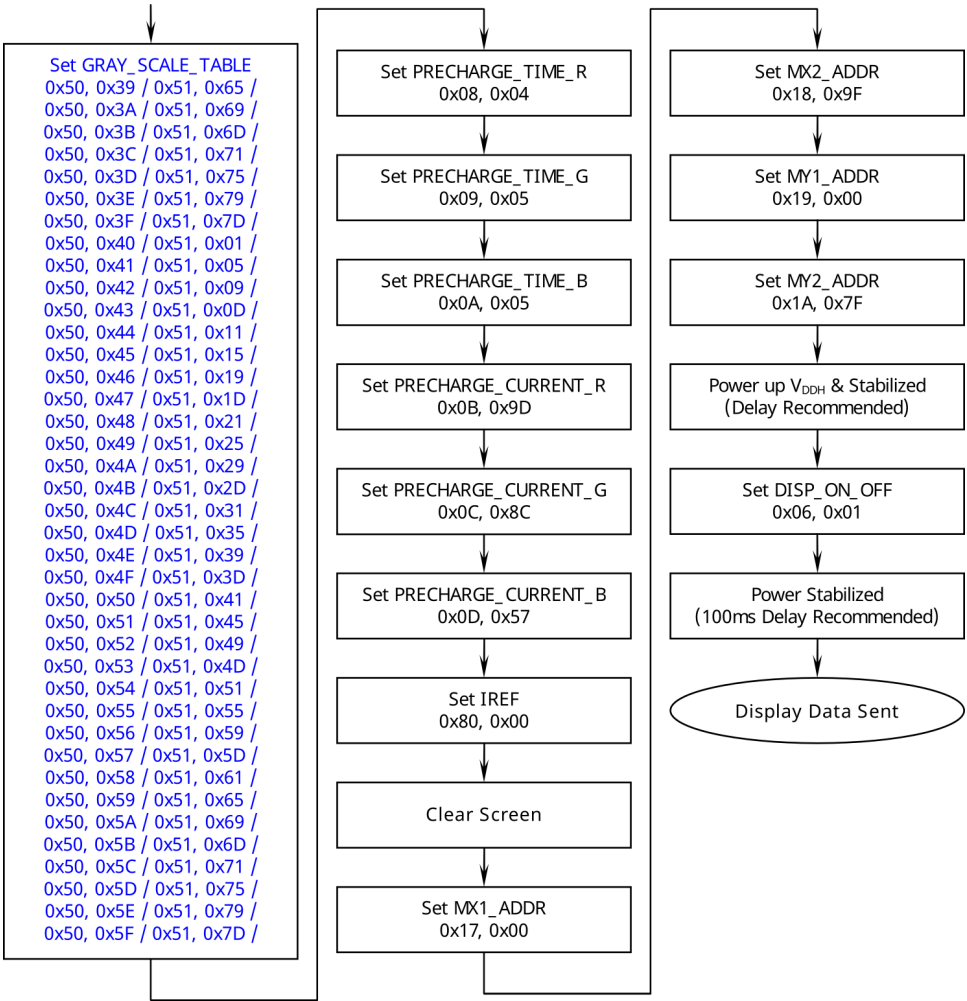 Set GRAY_SCALE_TABLE
0x50, 0x39 / 0x51, 0x65 /
0x50, 0x3A / 0x51, 0x69 /
0x50, 0x3B / 0x51, 0x6D /
0x50, 0x3C / 0x51, 0x71 /
0x50, 0x3D / 0x51, 0x75 /
0x50, 0x3E / 0x51, 0x79 /
0x50, 0x3F / 0x51, 0x7D /
0x50, 0x40 / 0x51, 0x01 /
0x50, 0x41 / 0x51, 0x05 /
0x50, 0x42 / 0x51, 0x09 /
0x50, 0x43 / 0x51, 0x0D /
0x50, 0x44 / 0x51, 0x11 /
0x50, 0x45 / 0x51, 0x15 /
0x50, 0x46 / 0x51, 0x19 /
0x50, 0x47 / 0x51, 0x1D /
0x50, 0x48 / 0x51, 0x21 /
0x50, 0x49 / 0x51, 0x25 /
0x50, 0x4A / 0x51, 0x29 /
0x50, 0x4B / 0x51, 0x2D /
0x50, 0x4C / 0x51, 0x31 /
0x50, 0x4D / 0x51, 0x35 /
0x50, 0x4E / 0x51, 0x39 /
0x50, 0x4F / 0x51, 0x3D /
0x50, 0x50 / 0x51, 0x41 /
0x50, 0x51 / 0x51, 0x45 /
0x50, 0x52 / 0x51, 0x49 /
0x50, 0x53 / 0x51, 0x4D /
0x50, 0x54 / 0x51, 0x51 /
0x50, 0x55 / 0x51, 0x55 /
0x50, 0x56 / 0x51, 0x59 /
0x50, 0x57 / 0x51, 0x5D /
0x50, 0x58 / 0x51, 0x61 /
0x50, 0x59 / 0x51, 0x65 /
0x50, 0x5A / 0x51, 0x69 /
0x50, 0x5B / 0x51, 0x6D /
0x50, 0x5C / 0x51, 0x71 /
0x50, 0x5D / 0x51, 0x75 /
0x50, 0x5E / 0x51, 0x79 /
0x50, 0x5F / 0x51, 0x7D /
Set PRECHARGE_TIME_R
0x08, 0x04
Set PRECHARGE_TIME_G
0x09, 0x05
Set PRECHARGE_TIME_B
0x0A, 0x05
Set PRECHARGE_CURRENT_R
0x0B, 0x9D
Set PRECHARGE_CURRENT_G
0x0C, 0x8C
Set PRECHARGE_CURRENT_B
0x0D, 0x57
Set IREF
0x80, 0x00
Clear Screen
Set MX1_ADDR
0x17, 0x00
Set MX2_ADDR
0x18, 0x9F
Set MY1_ADDR
0x19, 0x00
Set MY2_ADDR
0x1A, 0x7F
Power up VDDH & Stabilized
(Delay Recommended)
Set DISP_ON_OFF
0x06, 0x01
Power Stabilized
(100ms Delay Recommended)
Display Data Sent